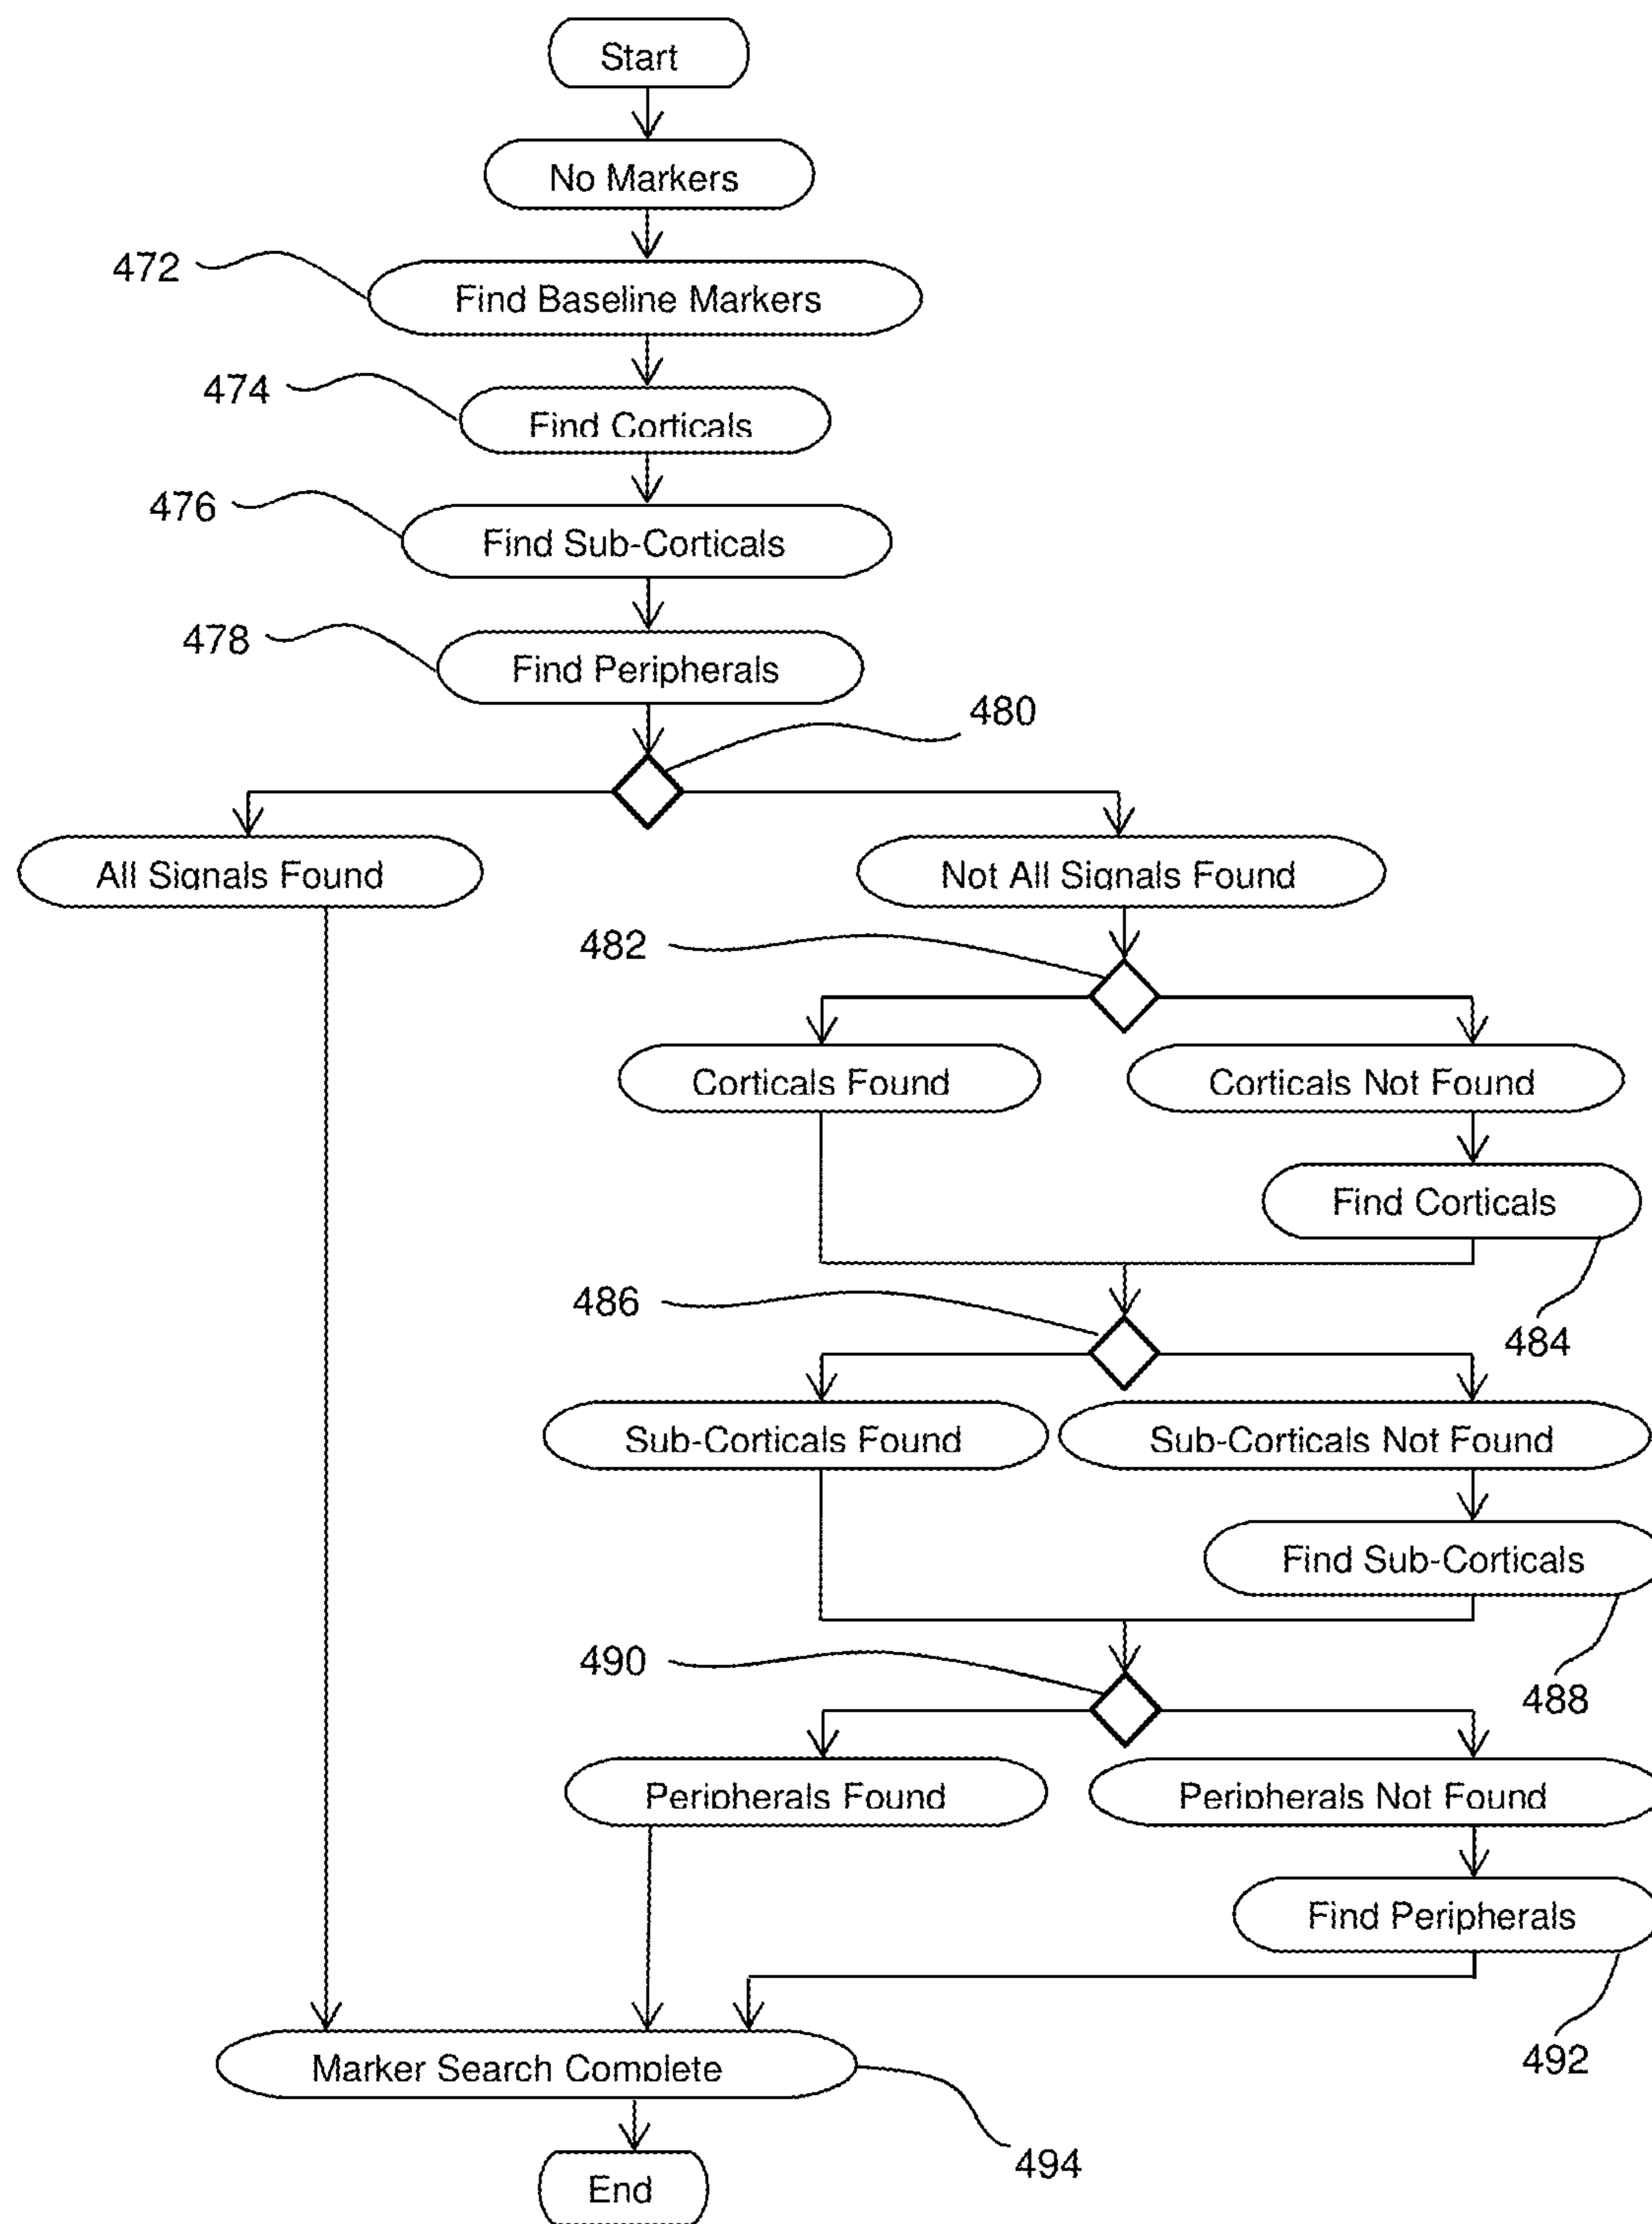 Start
No Markers
472
Find Baseline Markers
474
Find Corticals
476
Find Sub-Corticals
478
Find Peripherals
480
All Signals Found
Not All Signals Found
482
Corticals Found
Corticals Not Found
Find Corticals
484
486
Sub-Corticals Found
Sub-Corticals Not Found
Find Sub-Corticals
488
490
Peripherals Found
Peripherals Not Found
Find Peripherals
492
Marker Search Complete
494
End